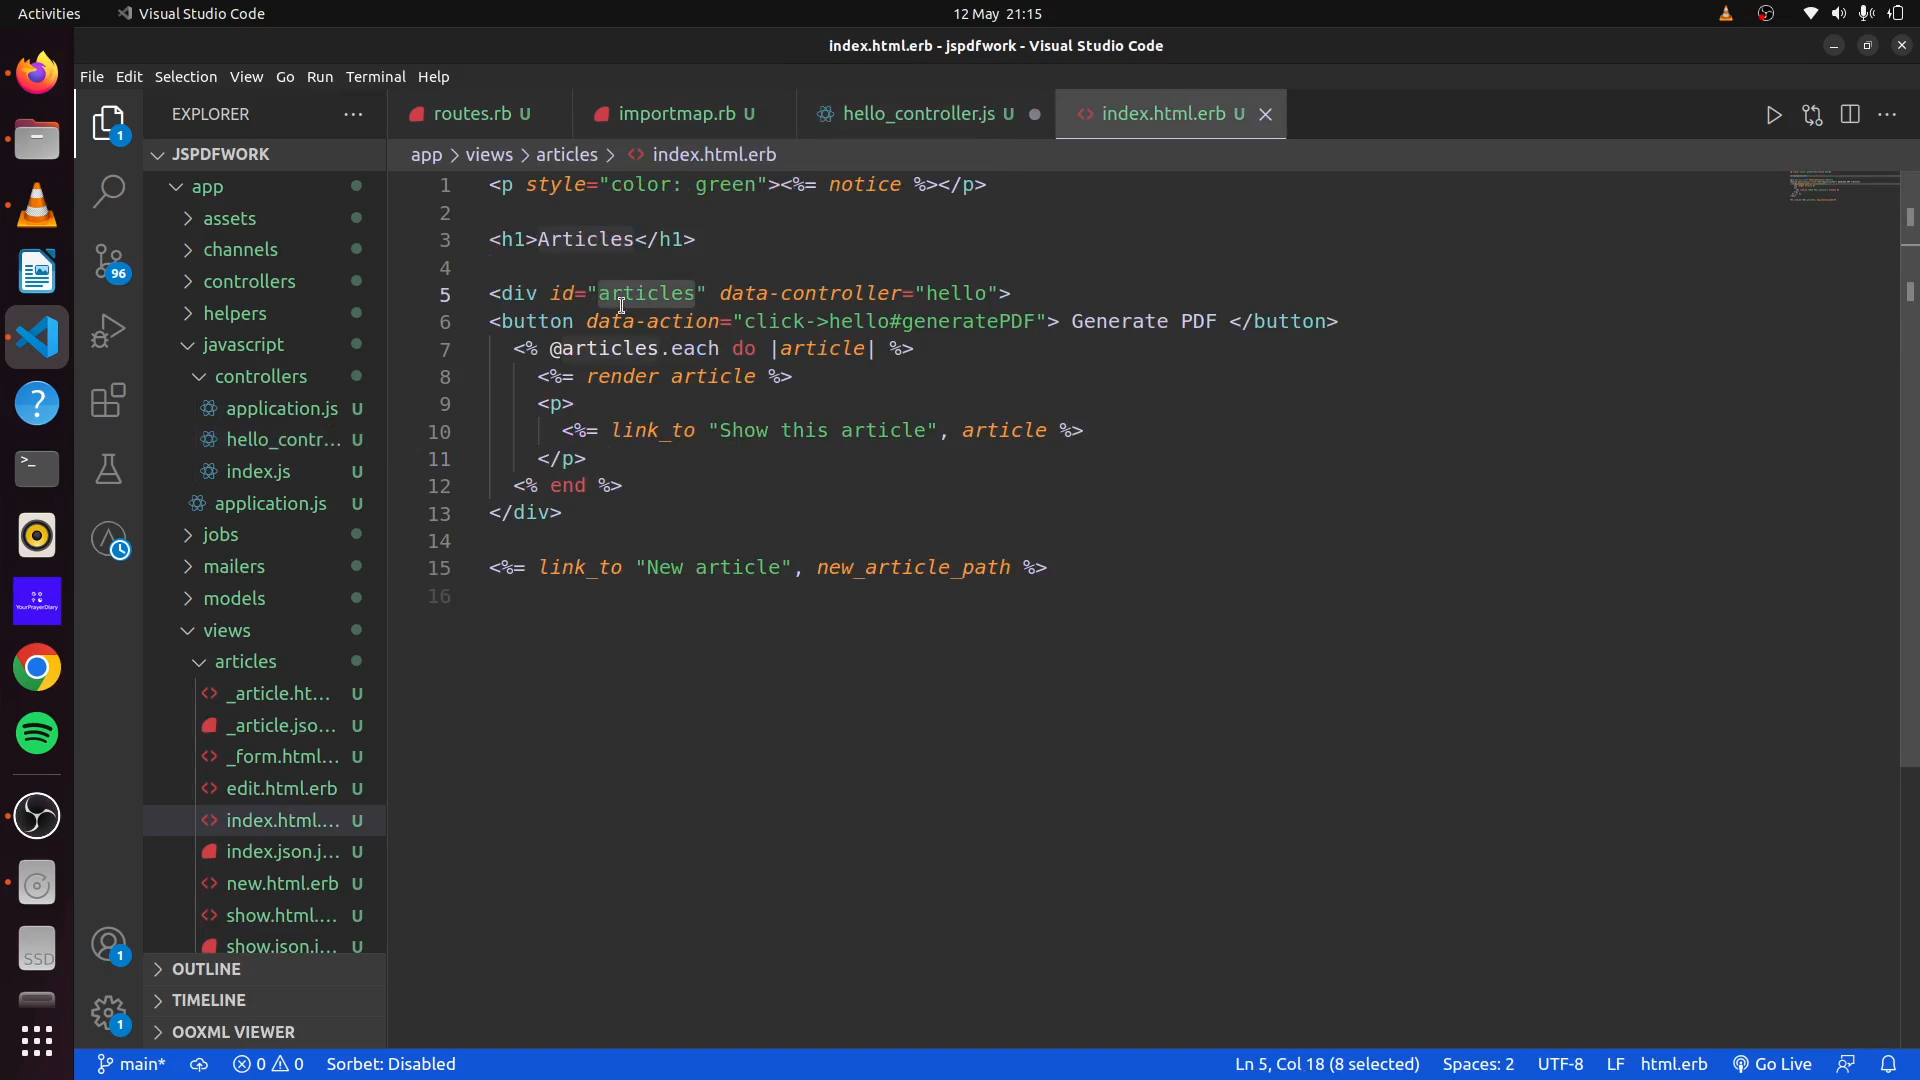 Activities Visual Studio Code 12 May 21:15
index.html.erb - jspdfwork - Visual Studio Code
File Edit Selection View Go Run Terminal Help
EXPLORER
routes.rb U importmap.rb U hello_controller.js U index.html.erb U
JSPDFWORK
app > views > articles > index.html.erb
app
assets
channels
controllers
helpers
javascript
controllers
application.js U
hello_contr... U
index.js U
application.js U
jobs
mailers
models
views
articles
_article.ht... U
_article.jso... U
_form.html... U
edit.html.erb U
index.html.... U
index.json.j... U
new.html.erb U
show.html.... U
show.json.j... U
OUTLINE
TIMELINE
OOXML VIEWER
1 <p style="color: green"><%= notice %></p>
2
3 <h1>Articles</h1>
4
5 <div id="articles" data-controller="hello">
6 <button data-action="click->hello#generatePDF"> Generate PDF </button>
7 <% @articles.each do |article| %>
8 <%= render article %>
9 <p>
10 <%= link_to "Show this article", article %>
11 </p>
12 <% end %>
13 </div>
14
15 <%= link_to "New article", new_article_path %>
16
1
96
YourPrayerDiary
SSD
1
1
main* 0 0 Sorbet: Disabled Ln 5, Col 18 (8 selected) Spaces: 2 UTF-8 LF html.erb Go Live